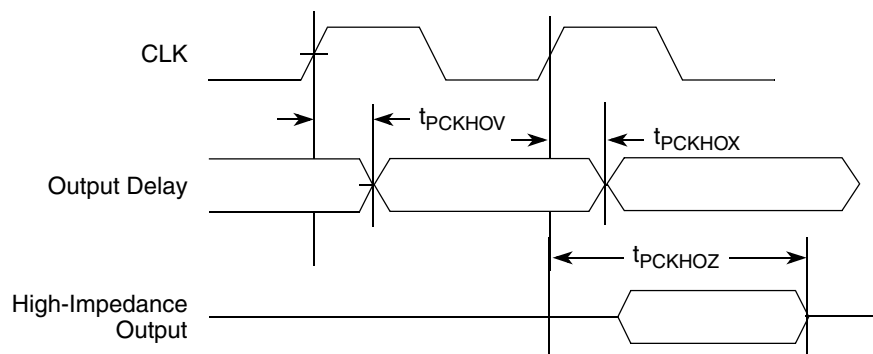 CLK
tPCKHOV
tPCKHOX
Output Delay
tPCKHOZ
High-Impedance
Output